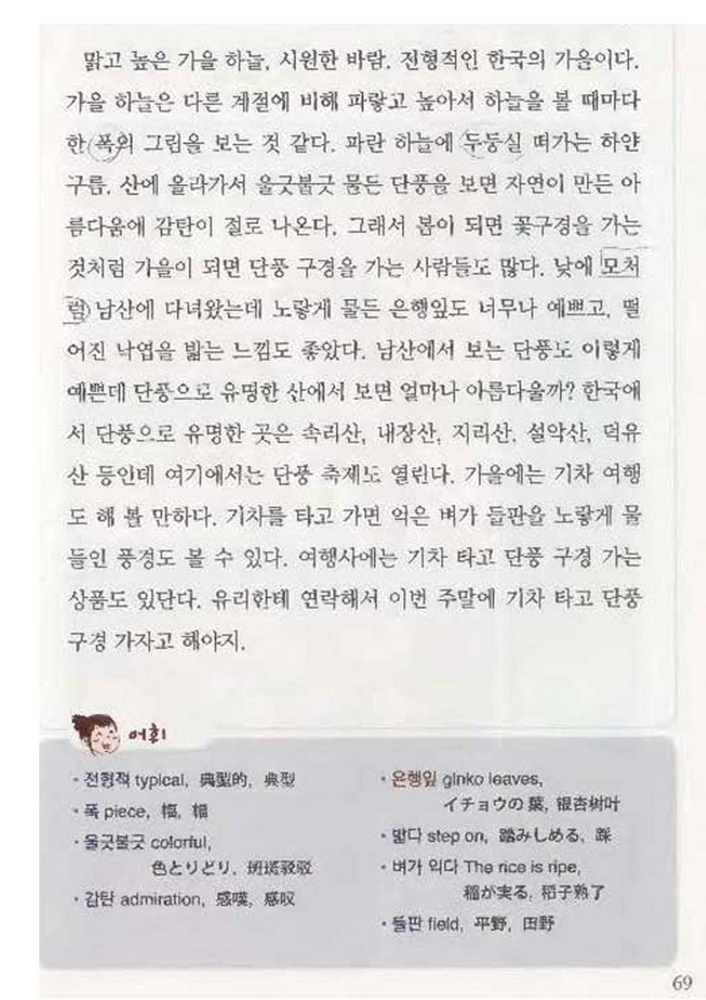 맑고 높은 가을 하늘, 시원한 바람. 전형적인 한국의 가을이다.
가을 하늘은 다른 계절에 비해 파랗고 높아서 하늘을 볼 때마다
한 폭의 그림을 보는 것 같다. 파란 하늘에 두둥실 떠가는 하얀
구름, 산에 올라가서 울긋불긋 물든 단풍을 보면 자연이 만든 아
름다움에 감탄이 절로 나온다. 그래서 봄이 되면 꽃구경을 가는
것처럼 가을이 되면 단풍 구경을 가는 사람들도 많다. 낮에 모처
럼 남산에 다녀왔는데 노랗게 물든 은행잎도 너무나 예쁘고, 떨
어진 낙엽을 밟는 느낌도 좋았다. 남산에서 보는 단풍도 이렇게
예쁜데 단풍으로 유명한 산에서 보면 얼마나 아름다울까? 한국에
서 단풍으로 유명한 곳은 속리산, 내장산, 지리산, 설악산, 덕유
산 등인데 여기에서는 단풍 축제도 열린다. 가을에는 기차 여행
도 해 볼 만하다. 기차를 타고 가면 익은 벼가 들판을 노랗게 물
들인 풍경도 볼 수 있다. 여행사에는 기차 타고 단풍 구경 가는
상품도 있단다. 유리한테 연락해서 이번 주말에 기차 타고 단풍
구경 가자고 해야지.
어휘
• 전형적 typical, 典型的, 典型
• 폭 piece, 幅, 幅
• 울긋불긋 colorful,
色とりどり, 斑斑驳驳
• 감탄 admiration, 感嘆, 感叹
• 은행잎 ginko leaves,
イチョウの葉, 银杏树叶
• 밟다 step on, 踏みしめる, 踩
• 벼가 익다 The rice is ripe,
稲が実る, 稻子熟了
• 들판 field, 平野, 田野
69